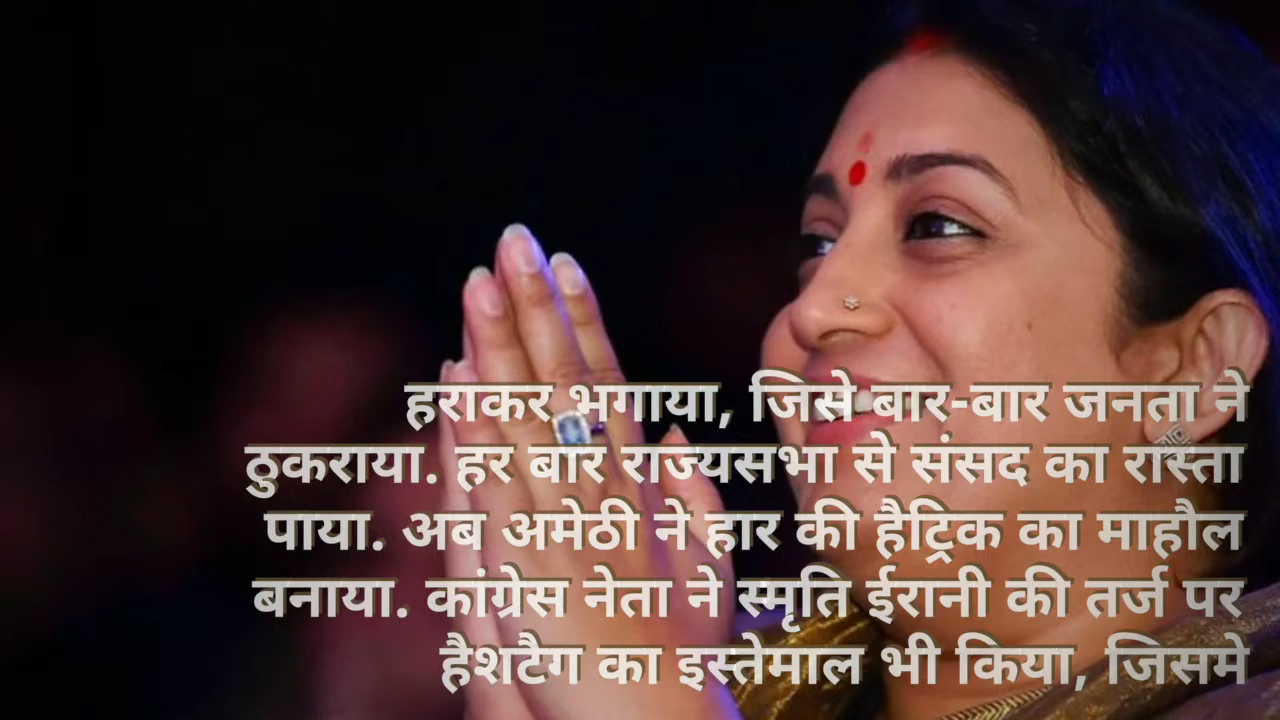 हराकर भगाया, जिसे बार-बार जनता ने
ठुकराया. हर बार राज्यसभा से संसद का रास्ता
पाया. अब अमेठी ने हार की हैट्रिक का माहौल
बनाया. कांग्रेस नेता ने स्मृति ईरानी की तर्ज पर
हैशटैग का इस्तेमाल भी किया, जिसमे